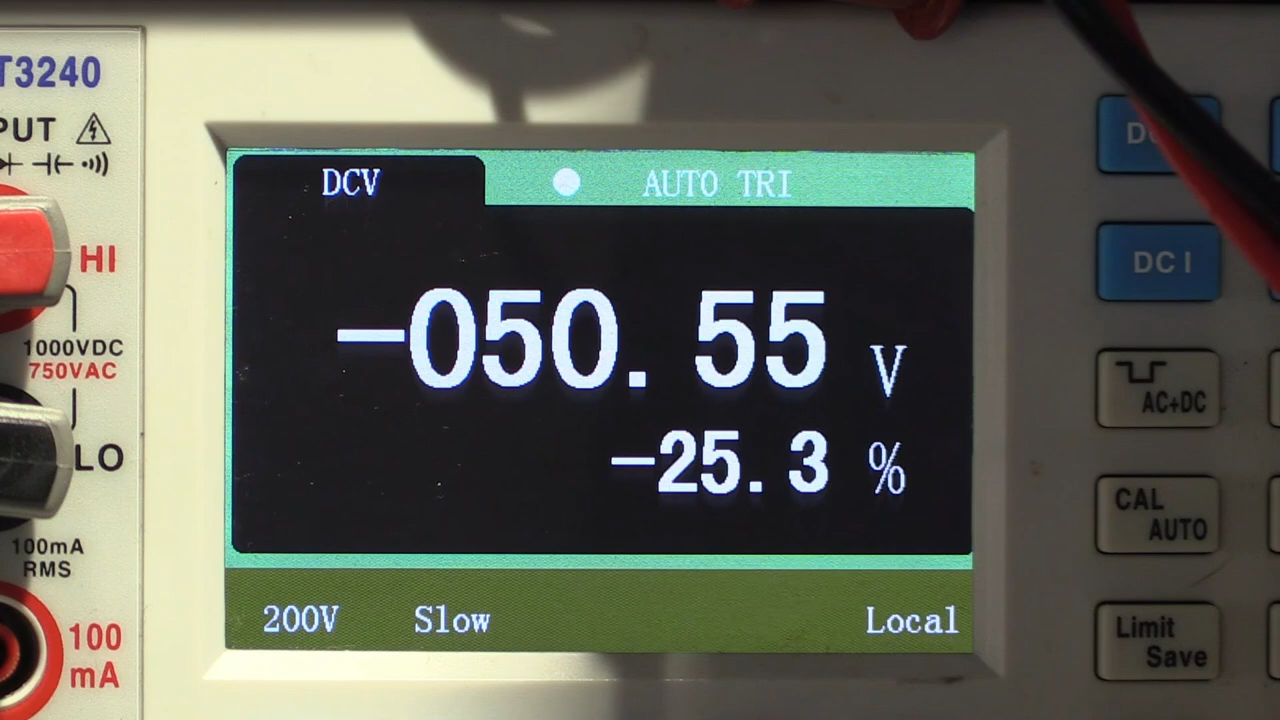 T3240
PUT
HI
1000VDC
750VAC
LO
100mA
RMS
100
mA
DCV
AUTO TRI
-050.55 V
-25.3 %
200V Slow Local
DC I
AC+DC
CAL
AUTO
Limit
Save